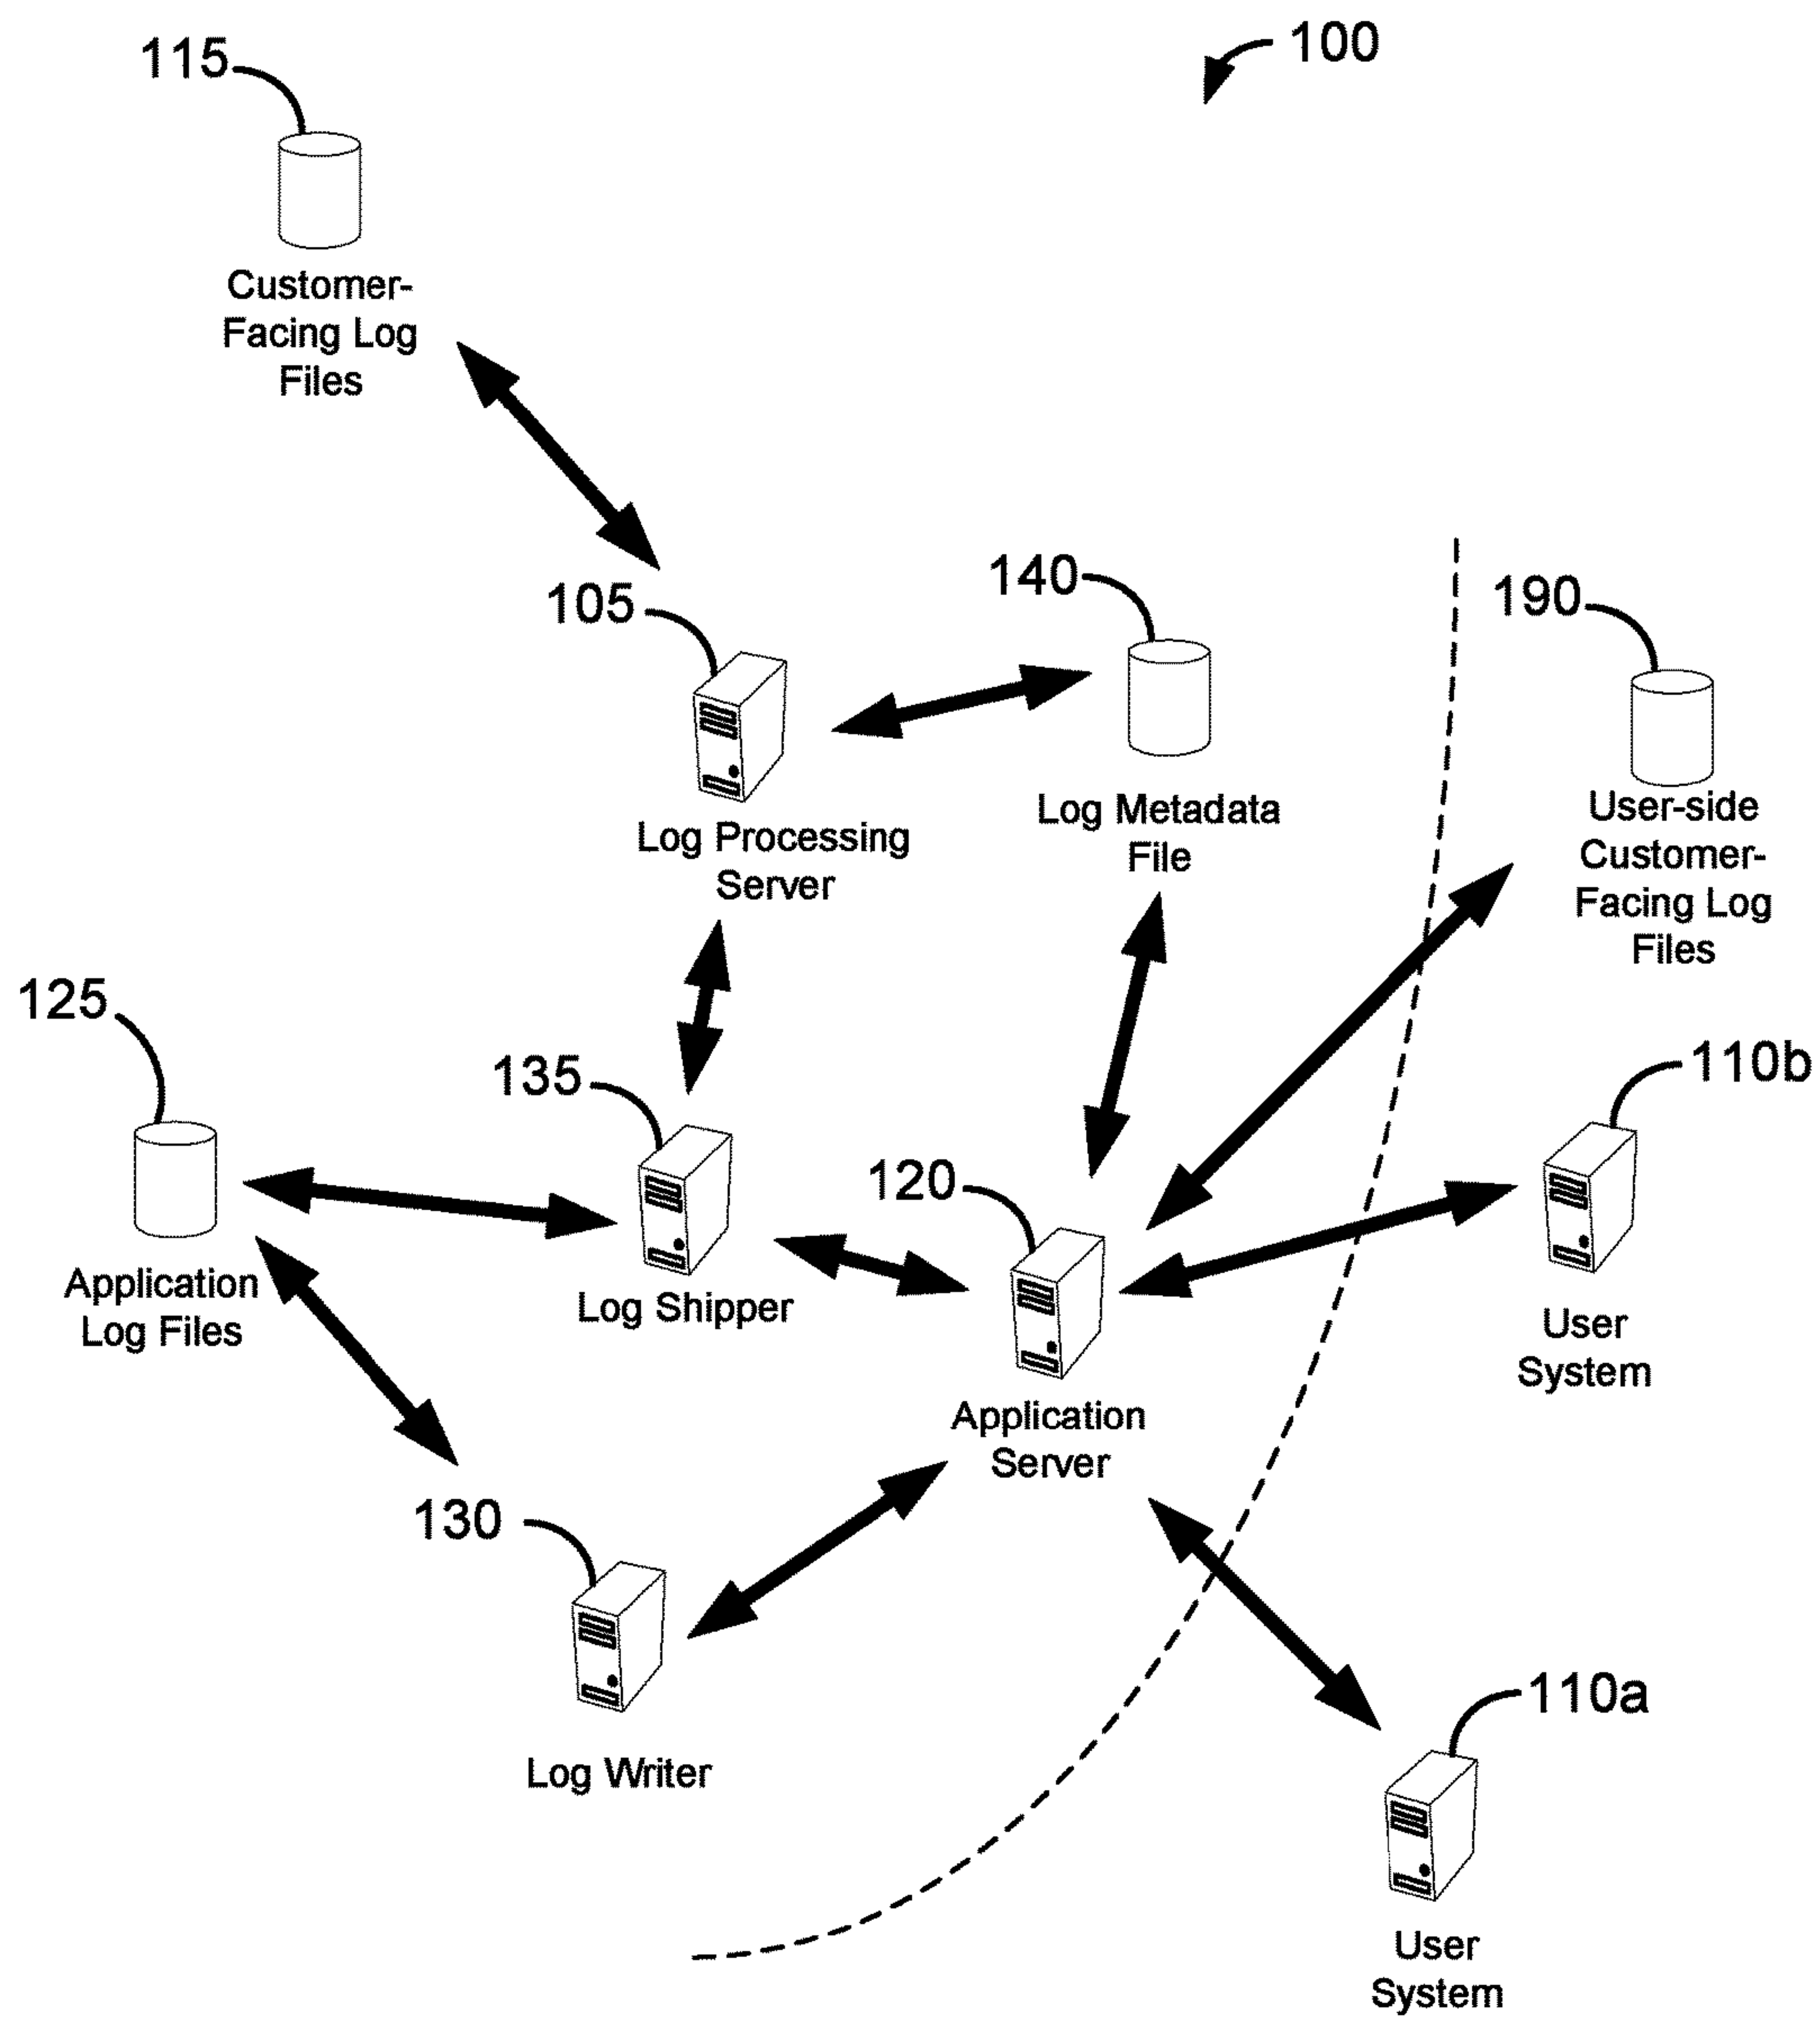 100
115
Customer-
Facing Log
Files
105
140
190
Log Processing
Server
Log Metadata
File
User-side
Customer-
Facing Log
Files
125
135
120
110b
Application
Log Files
Log Shipper
User
System
Application
Server
130
Log Writer
110a
User
System